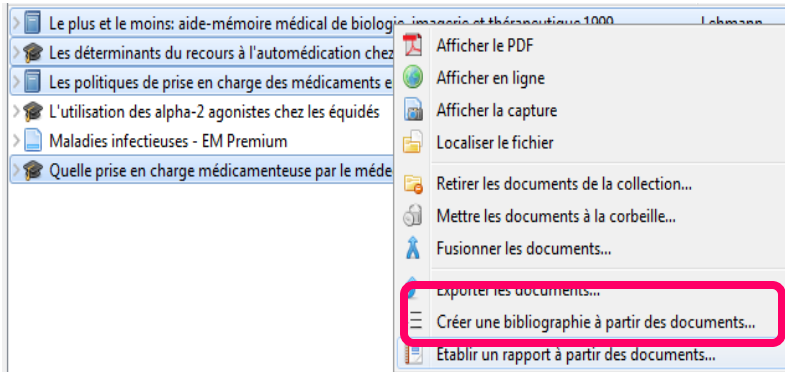 Le plus et le moins: aide-mémoire médical de biologie, imagerie et thérapeutique 1999 Lehmann
Les déterminants du recours à l'automédication chez
Les politiques de prise en charge des médicaments e
L'utilisation des alpha-2 agonistes chez les équidés
Maladies infectieuses - EM Premium
Quelle prise en charge médicamenteuse par le méde
Afficher le PDF
Afficher en ligne
Afficher la capture
Localiser le fichier
Retirer les documents de la collection...
Mettre les documents à la corbeille...
Fusionner les documents...
Exporter les documents...
Créer une bibliographie à partir des documents...
Etablir un rapport à partir des documents...